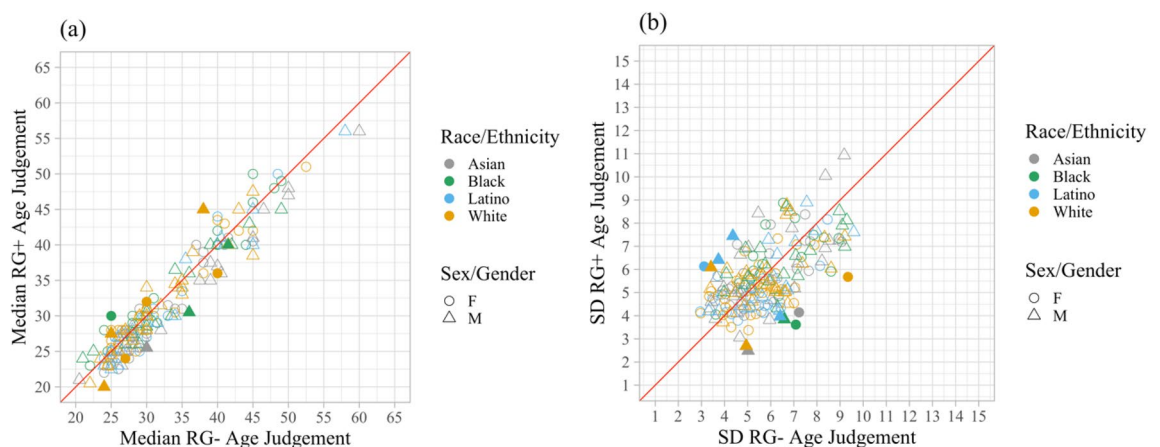 (a)
65
60
55
50
45
40
35
30
25
20
Median RG+ Age Judgement
20 25 30 35 40 45 50 55 60 65
Median RG- Age Judgement
Race/Ethnicity
Asian
Black
Latino
White
Sex/Gender
F
M
(b)
15
14
13
12
11
10
9
8
7
6
5
4
3
2
1
SD RG+ Age Judgement
1 2 3 4 5 6 7 8 9 10 11 12 13 14 15
SD RG- Age Judgement
Race/Ethnicity
Asian
Black
Latino
White
Sex/Gender
F
M